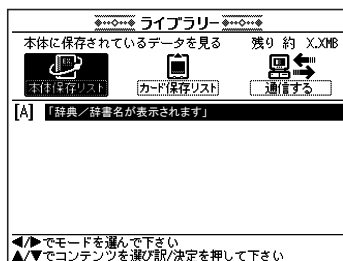 ライブラリー
本体に保存されているデータを見る 残り 約 X.XMB
本体保存リスト カード保存リスト 通信する
[A] 「辞典／辞書名が表示されます」
◀/▶でモードを選んで下さい
▲/▼でコンテンツを選び訳/決定を押して下さい